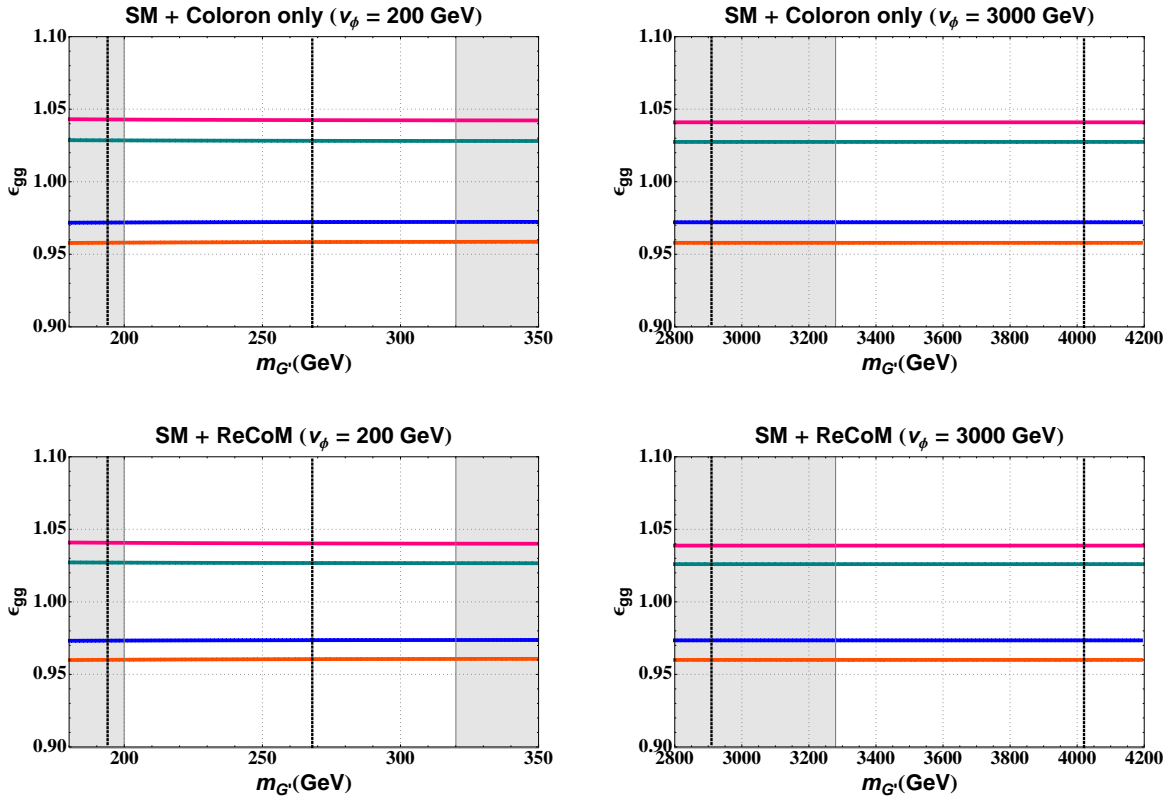 SM + Coloron only (vϕ = 200 GeV)
1.10
1.05
1.00
0.95
0.90
ϵgg
200 250 300 350
mG'(GeV)
SM + Coloron only (vϕ = 3000 GeV)
1.10
1.05
1.00
0.95
0.90
ϵgg
2800 3000 3200 3400 3600 3800 4000 4200
mG'(GeV)
SM + ReCoM (vϕ = 200 GeV)
1.10
1.05
1.00
0.95
0.90
ϵgg
200 250 300 350
mG'(GeV)
SM + ReCoM (vϕ = 3000 GeV)
1.10
1.05
1.00
0.95
0.90
ϵgg
2800 3000 3200 3400 3600 3800 4000 4200
mG'(GeV)